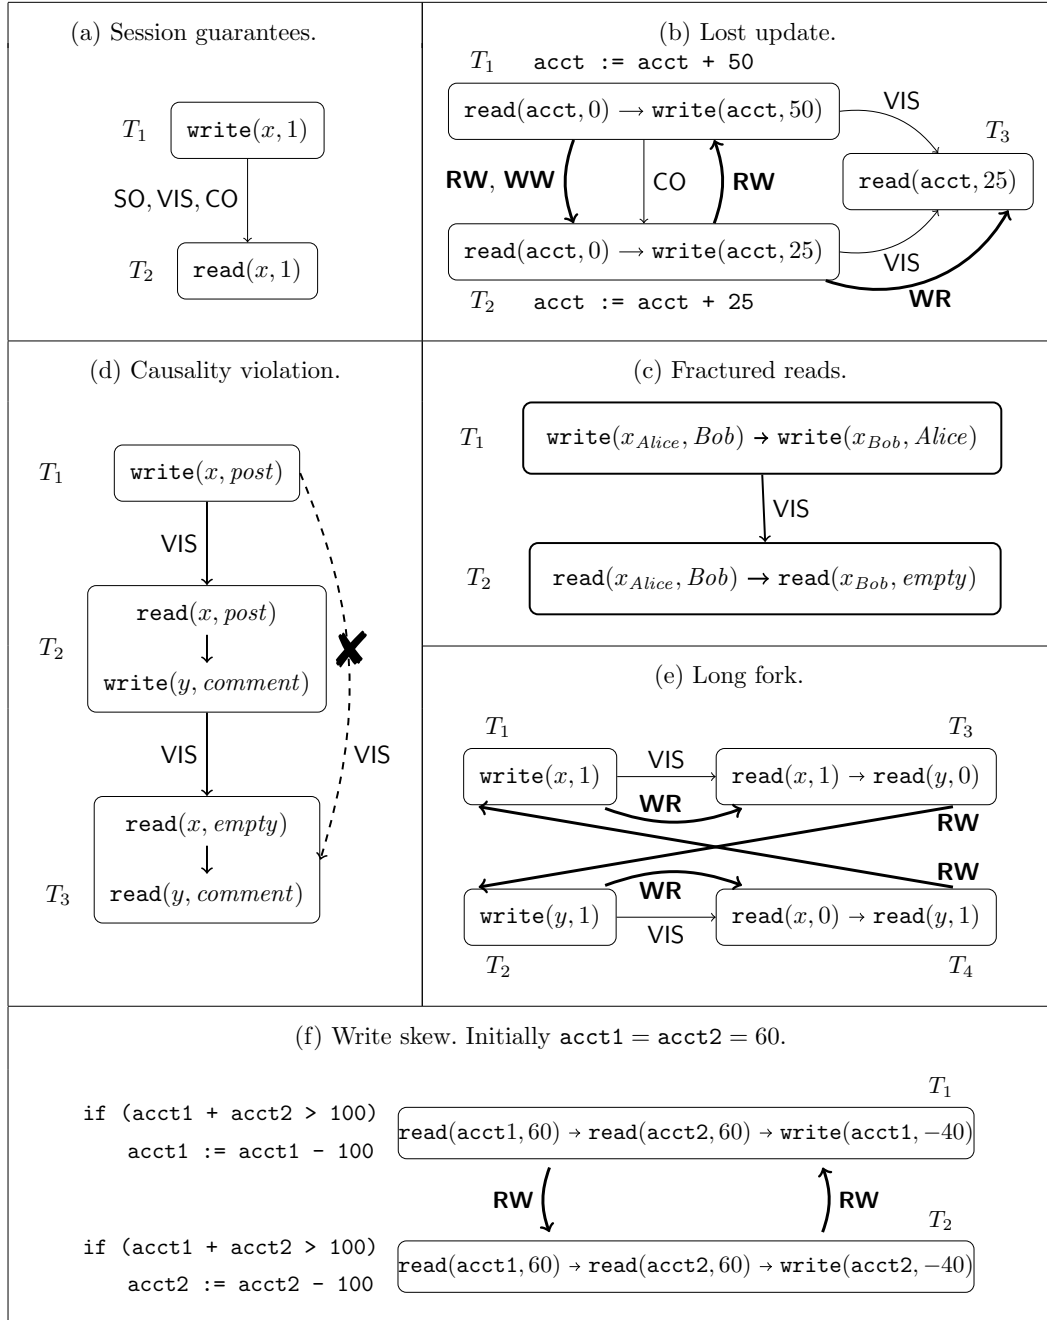 (a) Session guarantees.
T₁
write(x, 1)
SO, VIS, CO
T₂
read(x, 1)
(b) Lost update.
T₁ acct := acct + 50
read(acct, 0) → write(acct, 50)
VIS
T₃
RW, WW
CO
RW
read(acct, 25)
read(acct, 0) → write(acct, 25)
VIS
T₂ acct := acct + 25
WR
(d) Causality violation.
T₁
write(x, post)
VIS
read(x, post)
T₂
write(y, comment)
VIS
VIS
read(x, empty)
T₃
read(y, comment)
(c) Fractured reads.
T₁
write(x_Alice, Bob) → write(x_Bob, Alice)
VIS
T₂
read(x_Alice, Bob) → read(x_Bob, empty)
(e) Long fork.
T₁
T₃
write(x, 1)
VIS
read(x, 1) → read(y, 0)
WR
RW
RW
WR
write(y, 1)
VIS
read(x, 0) → read(y, 1)
T₂
T₄
(f) Write skew. Initially acct1 = acct2 = 60.
T₁
if (acct1 + acct2 > 100)
acct1 := acct1 - 100
read(acct1, 60) → read(acct2, 60) → write(acct1, −40)
RW
RW
T₂
if (acct1 + acct2 > 100)
acct2 := acct2 - 100
read(acct1, 60) → read(acct2, 60) → write(acct2, −40)